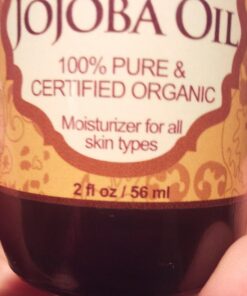 JOJOBA OIL
100% PURE &
CERTIFIED ORGANIC
Moisturizer for all
skin types
2 fl oz / 56 ml